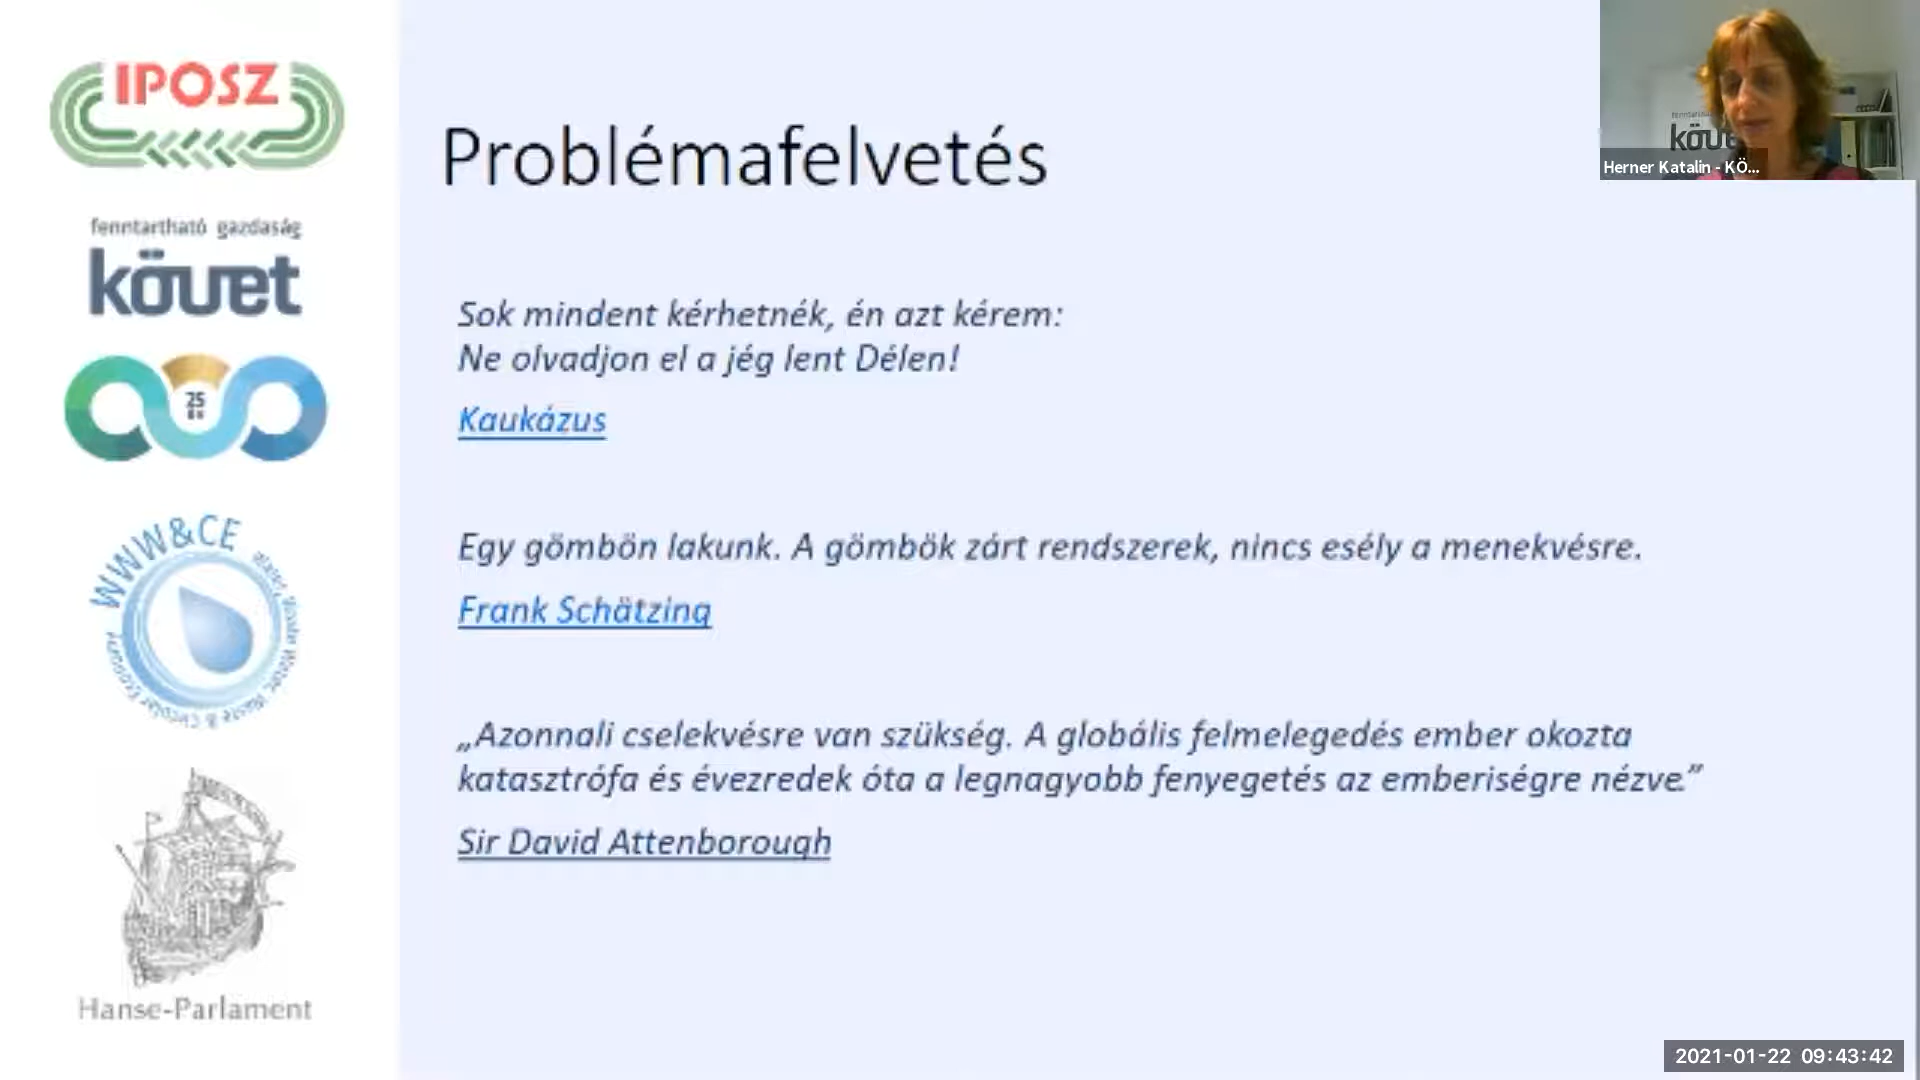 IPOSZ
fenntartható gazdaság
követ
25
év
WWW&CE
Hanse-Parlament
Problémafelvetés
Sok mindent kérhetnék, én azt kérem:
Ne olvadjon el a jég lent Délen!
Kaukázus
Egy gömbön lakunk. A gömbök zárt rendszerek, nincs esély a menekvésre.
Frank Schätzing
„Azonnali cselekvésre van szükség. A globális felmelegedés ember okozta
katasztrófa és évezredek óta a legnagyobb fenyegetés az emberiségre nézve.”
Sir David Attenborough
Herner Katalin - KÖ...
2021-01-22 09:43:42